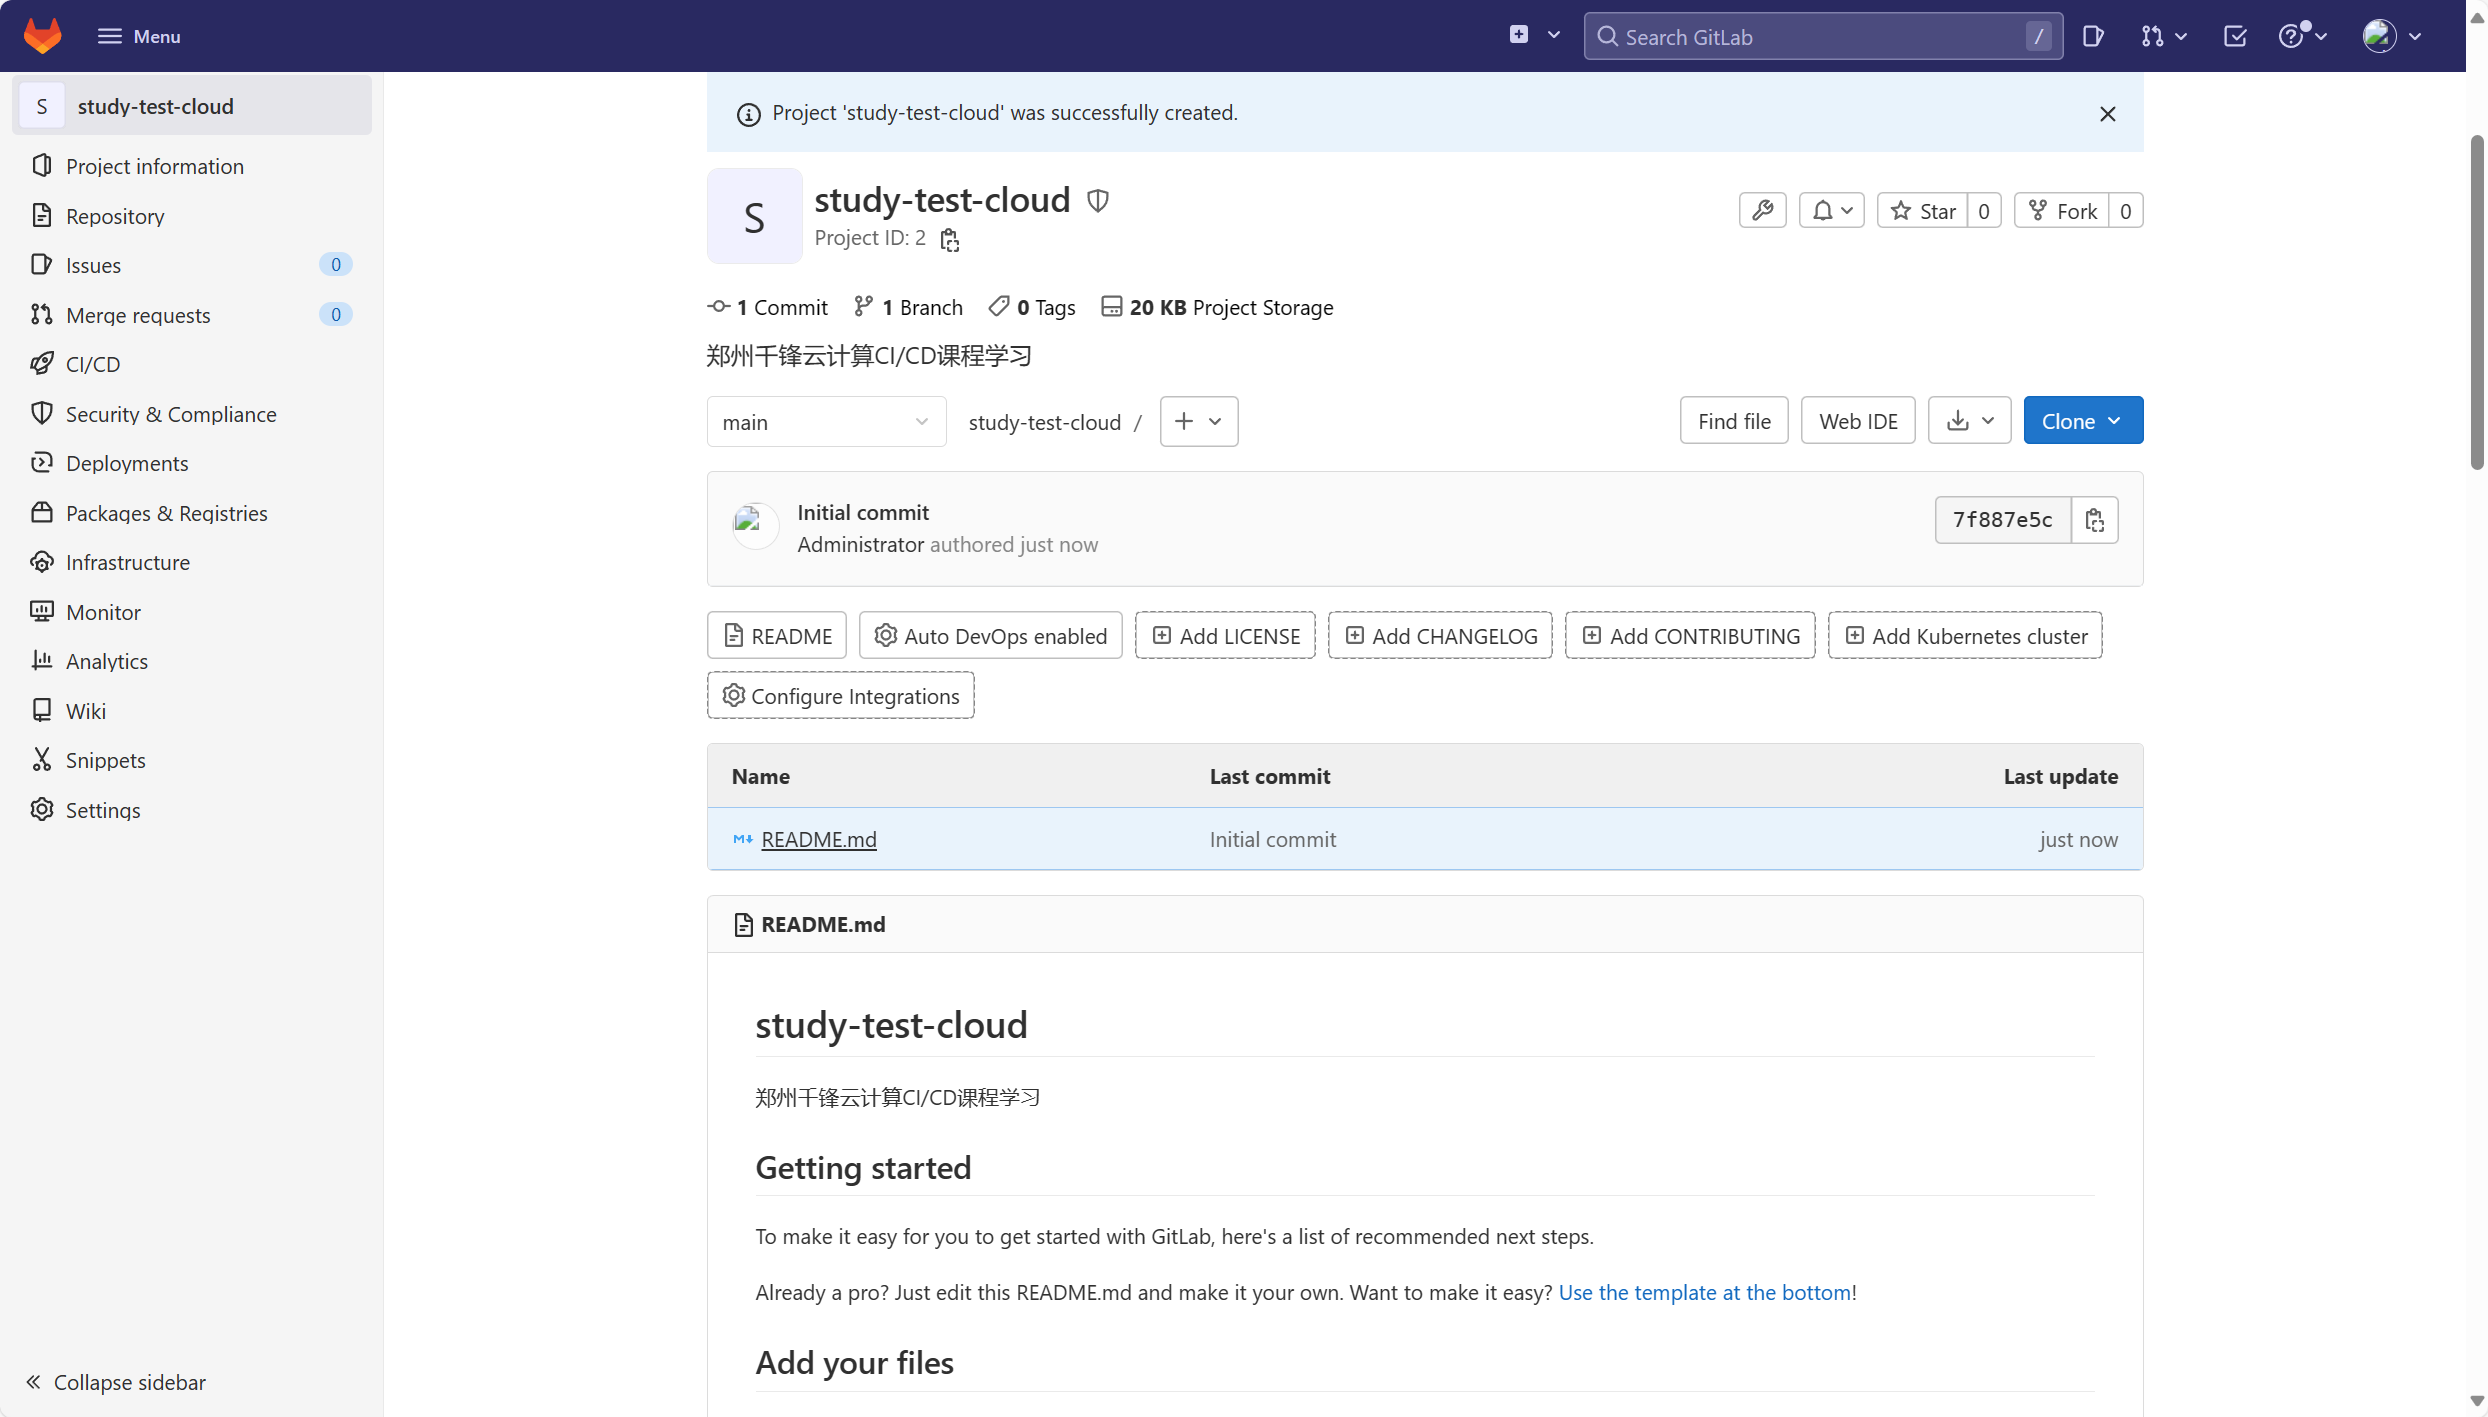 Menu
Search GitLab
/
S
study-test-cloud
Project information
Repository
Issues
0
Merge requests
0
CI/CD
Security & Compliance
Deployments
Packages & Registries
Infrastructure
Monitor
Analytics
Wiki
Snippets
Settings
Collapse sidebar
Project 'study-test-cloud' was successfully created.
S
study-test-cloud
Project ID: 2
Star
0
Fork
0
1 Commit
1 Branch
0 Tags
20 KB Project Storage
郑州千锋云计算CI/CD课程学习
main
study-test-cloud /
Find file
Web IDE
Clone
Initial commit
Administrator authored just now
7f887e5c
README
Auto DevOps enabled
Add LICENSE
Add CHANGELOG
Add CONTRIBUTING
Add Kubernetes cluster
Configure Integrations
Name
Last commit
Last update
README.md
Initial commit
just now
README.md
study-test-cloud
郑州千锋云计算CI/CD课程学习
Getting started
To make it easy for you to get started with GitLab, here's a list of recommended next steps.
Already a pro? Just edit this README.md and make it your own. Want to make it easy? Use the template at the bottom!
Add your files